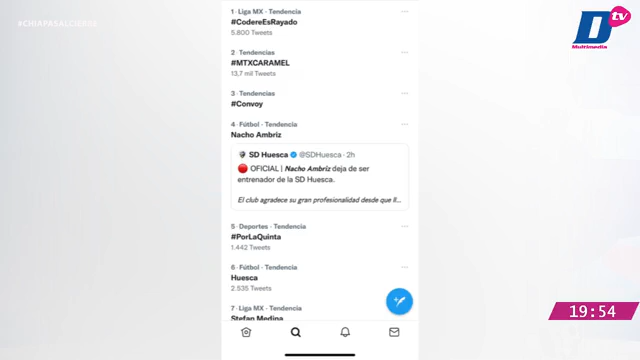 #CHIAPASALCIERRE
D tv
Multimedia
1 · Liga MX · Tendencia
#CodereEsRayado
5.800 Tweets
2 · Tendencias
#MTXCARAMEL
13,7 mil Tweets
3 · Tendencias
#Convoy
4 · Fútbol · Tendencia
Nacho Ambriz
SD Huesca @SDHuesca · 2h
OFICIAL | Nacho Ambriz deja de ser
entrenador de la SD Huesca.
El club agradece su gran profesionalidad desde que ll...
5 · Deportes · Tendencia
#PorLaQuinta
1.442 Tweets
6 · Fútbol · Tendencia
Huesca
2.535 Tweets
7 · Liga MX · Tendencia
Stefan Medina
19:54